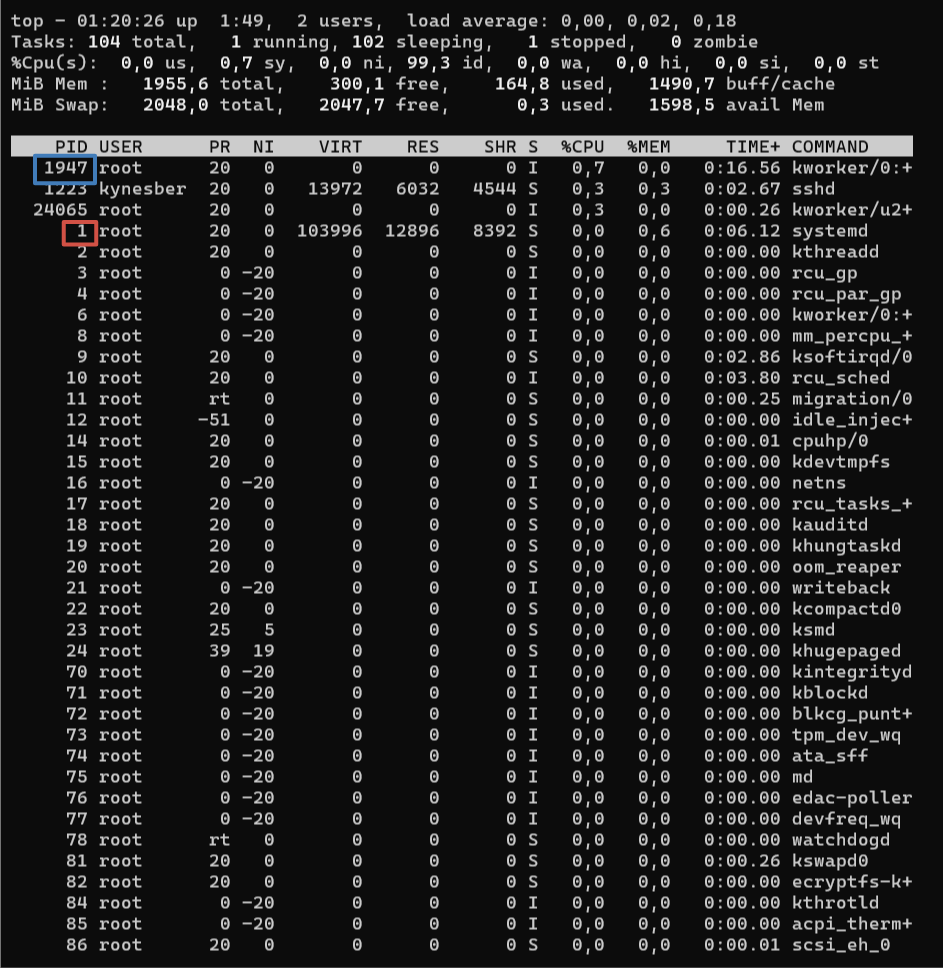 top - 01:20:26 up  1:49,  2 users,  load average: 0,00, 0,02, 0,18
Tasks: 104 total,   1 running, 102 sleeping,   1 stopped,   0 zombie
%Cpu(s):  0,0 us,  0,7 sy,  0,0 ni, 99,3 id,  0,0 wa,  0,0 hi,  0,0 si,  0,0 st
MiB Mem :   1955,6 total,    300,1 free,    164,8 used,   1490,7 buff/cache
MiB Swap:   2048,0 total,   2047,7 free,      0,3 used.   1598,5 avail Mem
PID USER      PR  NI    VIRT    RES    SHR S  %CPU  %MEM     TIME+ COMMAND
1947 root      20   0       0      0      0 I   0,7   0,0   0:16.56 kworker/0:+
1223 kynesber  20   0   13972   6032   4544 S   0,3   0,3   0:02.67 sshd
24065 root      20   0       0      0      0 I   0,3   0,0   0:00.26 kworker/u2+
1 root      20   0  103996  12896   8392 S   0,0   0,6   0:06.12 systemd
2 root      20   0       0      0      0 S   0,0   0,0   0:00.00 kthreadd
3 root       0 -20       0      0      0 I   0,0   0,0   0:00.00 rcu_gp
4 root       0 -20       0      0      0 I   0,0   0,0   0:00.00 rcu_par_gp
6 root       0 -20       0      0      0 I   0,0   0,0   0:00.00 kworker/0:+
8 root       0 -20       0      0      0 I   0,0   0,0   0:00.00 mm_percpu_+
9 root      20   0       0      0      0 S   0,0   0,0   0:02.86 ksoftirqd/0
10 root      20   0       0      0      0 I   0,0   0,0   0:03.80 rcu_sched
11 root      rt   0       0      0      0 S   0,0   0,0   0:00.25 migration/0
12 root     -51   0       0      0      0 S   0,0   0,0   0:00.00 idle_injec+
14 root      20   0       0      0      0 S   0,0   0,0   0:00.01 cpuhp/0
15 root      20   0       0      0      0 S   0,0   0,0   0:00.00 kdevtmpfs
16 root       0 -20       0      0      0 I   0,0   0,0   0:00.00 netns
17 root      20   0       0      0      0 S   0,0   0,0   0:00.00 rcu_tasks_+
18 root      20   0       0      0      0 S   0,0   0,0   0:00.00 kauditd
19 root      20   0       0      0      0 S   0,0   0,0   0:00.00 khungtaskd
20 root      20   0       0      0      0 S   0,0   0,0   0:00.00 oom_reaper
21 root       0 -20       0      0      0 I   0,0   0,0   0:00.00 writeback
22 root      20   0       0      0      0 S   0,0   0,0   0:00.00 kcompactd0
23 root      25   5       0      0      0 S   0,0   0,0   0:00.00 ksmd
24 root      39  19       0      0      0 S   0,0   0,0   0:00.00 khugepaged
70 root       0 -20       0      0      0 I   0,0   0,0   0:00.00 kintegrityd
71 root       0 -20       0      0      0 I   0,0   0,0   0:00.00 kblockd
72 root       0 -20       0      0      0 I   0,0   0,0   0:00.00 blkcg_punt+
73 root       0 -20       0      0      0 I   0,0   0,0   0:00.00 tpm_dev_wq
74 root       0 -20       0      0      0 I   0,0   0,0   0:00.00 ata_sff
75 root       0 -20       0      0      0 I   0,0   0,0   0:00.00 md
76 root       0 -20       0      0      0 I   0,0   0,0   0:00.00 edac-poller
77 root       0 -20       0      0      0 I   0,0   0,0   0:00.00 devfreq_wq
78 root      rt   0       0      0      0 S   0,0   0,0   0:00.00 watchdogd
81 root      20   0       0      0      0 S   0,0   0,0   0:00.26 kswapd0
82 root      20   0       0      0      0 S   0,0   0,0   0:00.00 ecryptfs-k+
84 root       0 -20       0      0      0 I   0,0   0,0   0:00.00 kthrotld
85 root       0 -20       0      0      0 I   0,0   0,0   0:00.00 acpi_therm+
86 root      20   0       0      0      0 S   0,0   0,0   0:00.01 scsi_eh_0